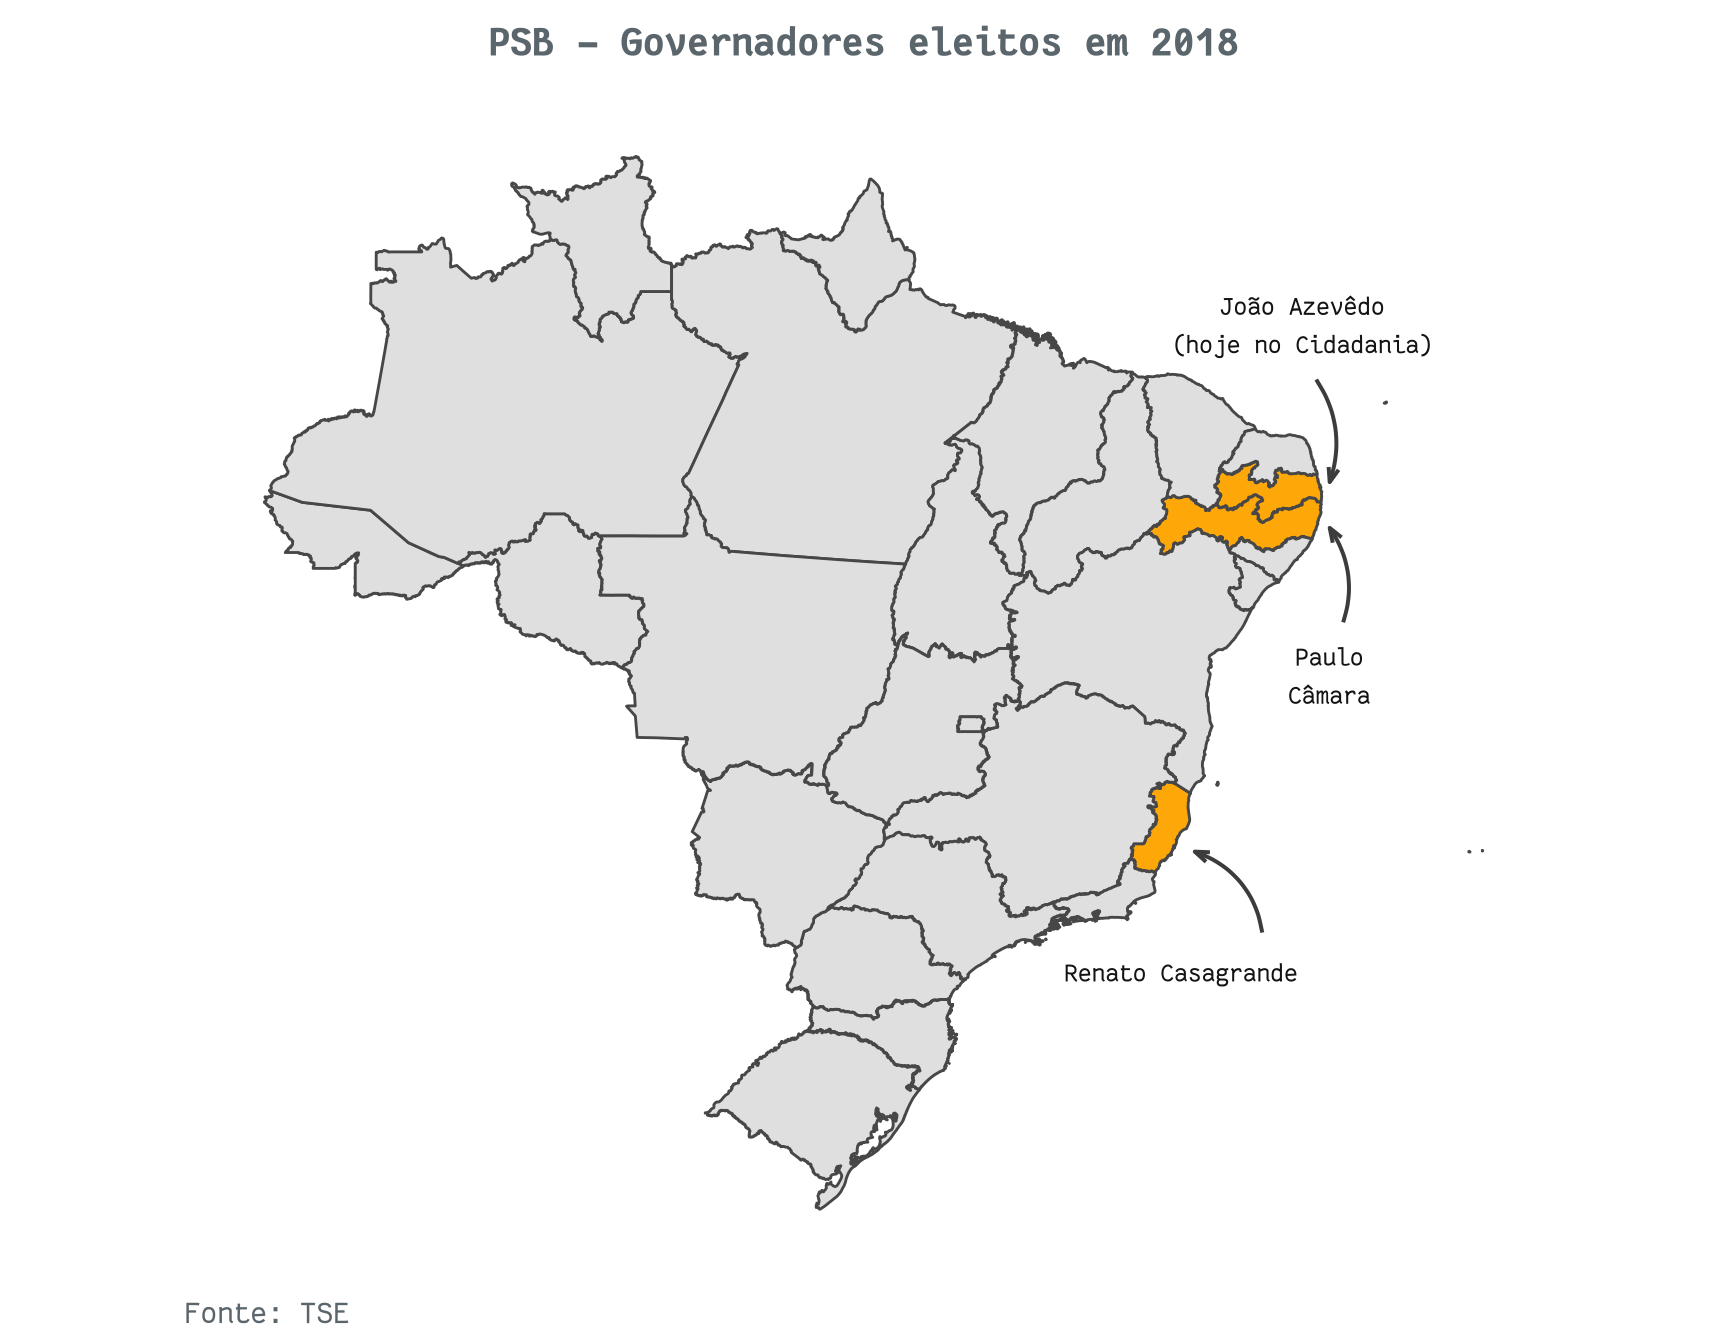 PSB – Governadores eleitos em 2018
João Azevêdo
(hoje no Cidadania)
Paulo
Câmara
Renato Casagrande
Fonte: TSE